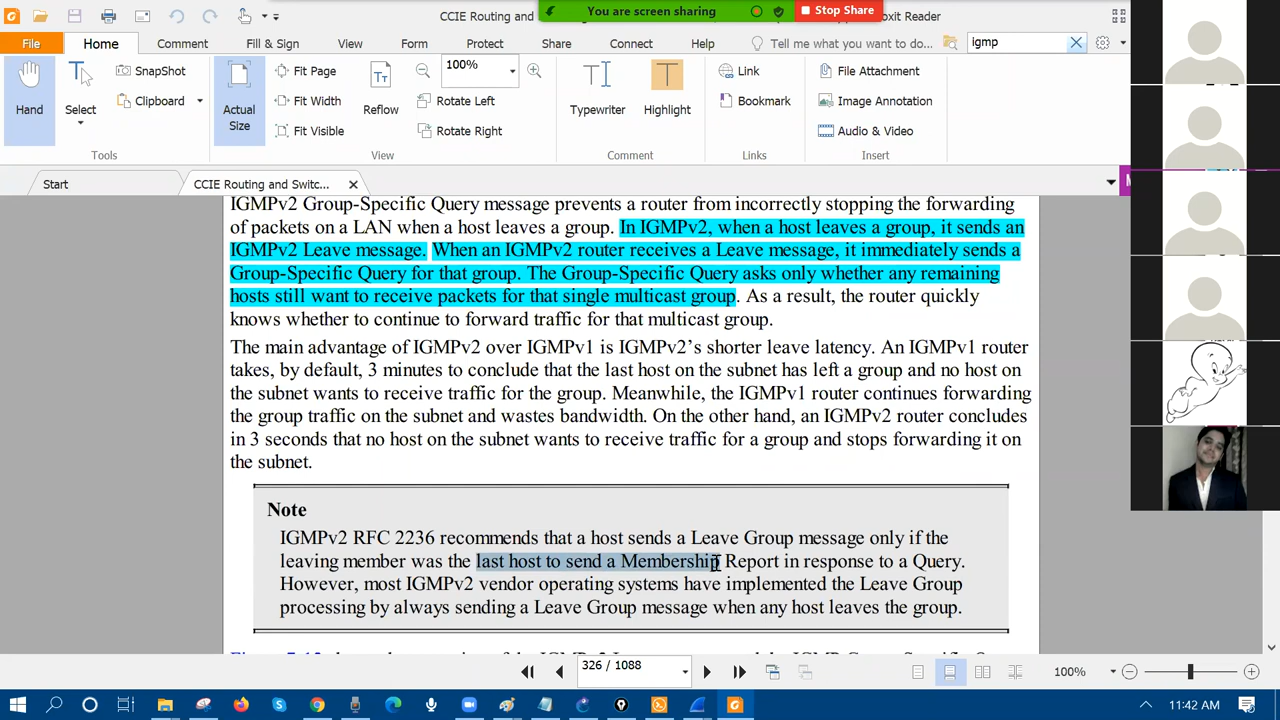 CCIE Routing and
You are screen sharing
Stop Share
oxit Reader
File
Home
Comment
Fill & Sign
View
Form
Protect
Share
Connect
Help
Tell me what you want to do...
igmp
Hand
Select
SnapShot
Clipboard
Actual
Size
Fit Page
Fit Width
Fit Visible
Reflow
100%
Rotate Left
Rotate Right
Typewriter
Highlight
Link
Bookmark
File Attachment
Image Annotation
Audio & Video
Tools
View
Comment
Links
Insert
Start
CCIE Routing and Switc...
IGMPv2 Group-Specific Query message prevents a router from incorrectly stopping the forwarding
of packets on a LAN when a host leaves a group. In IGMPv2, when a host leaves a group, it sends an
IGMPv2 Leave message. When an IGMPv2 router receives a Leave message, it immediately sends a
Group-Specific Query for that group. The Group-Specific Query asks only whether any remaining
hosts still want to receive packets for that single multicast group. As a result, the router quickly
knows whether to continue to forward traffic for that multicast group.
The main advantage of IGMPv2 over IGMPv1 is IGMPv2's shorter leave latency. An IGMPv1 router
takes, by default, 3 minutes to conclude that the last host on the subnet has left a group and no host on
the subnet wants to receive traffic for the group. Meanwhile, the IGMPv1 router continues forwarding
the group traffic on the subnet and wastes bandwidth. On the other hand, an IGMPv2 router concludes
in 3 seconds that no host on the subnet wants to receive traffic for a group and stops forwarding it on
the subnet.
Note
IGMPv2 RFC 2236 recommends that a host sends a Leave Group message only if the
leaving member was the last host to send a Membership Report in response to a Query.
However, most IGMPv2 vendor operating systems have implemented the Leave Group
processing by always sending a Leave Group message when any host leaves the group.
326 / 1088
100%
11:42 AM